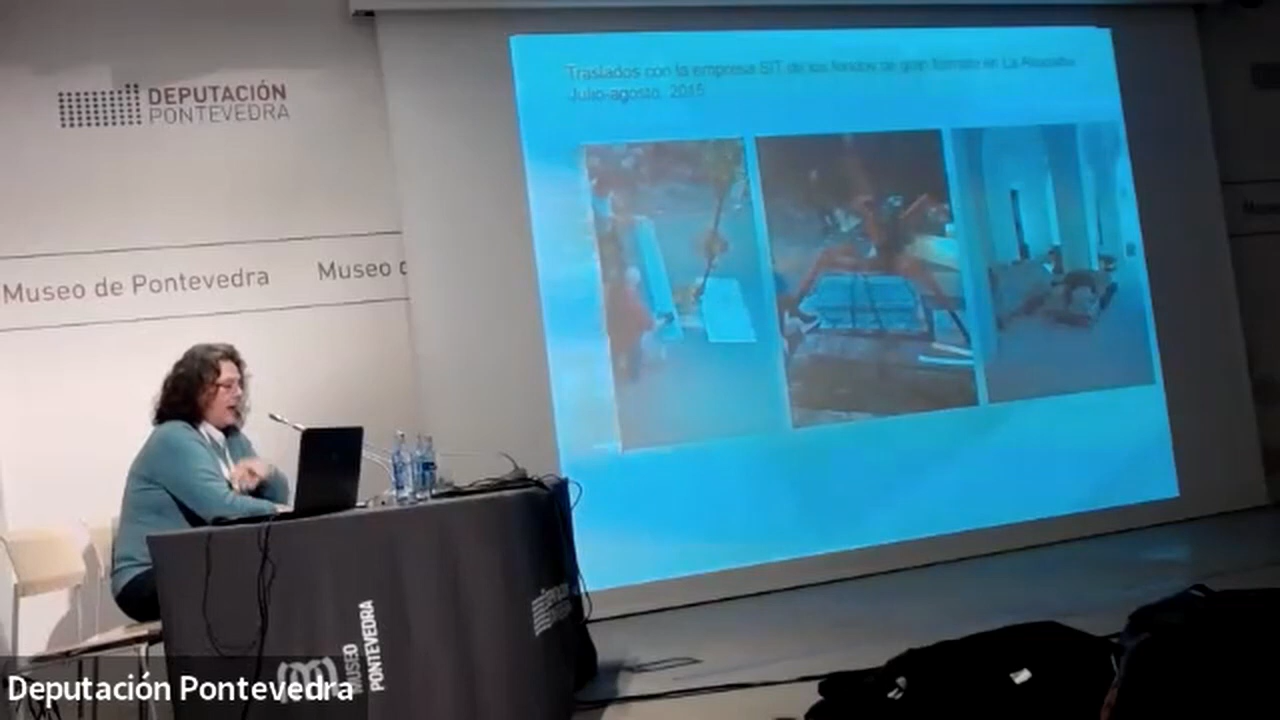 DEPUTACIÓN
PONTEVEDRA
Traslados con la empresa SIT de los fondos de gran formato en La
Julio-agosto, 2015
Museo de Pontevedra
Museo
MUSEO
PONTEVEDRA
Deputación Pontevedra